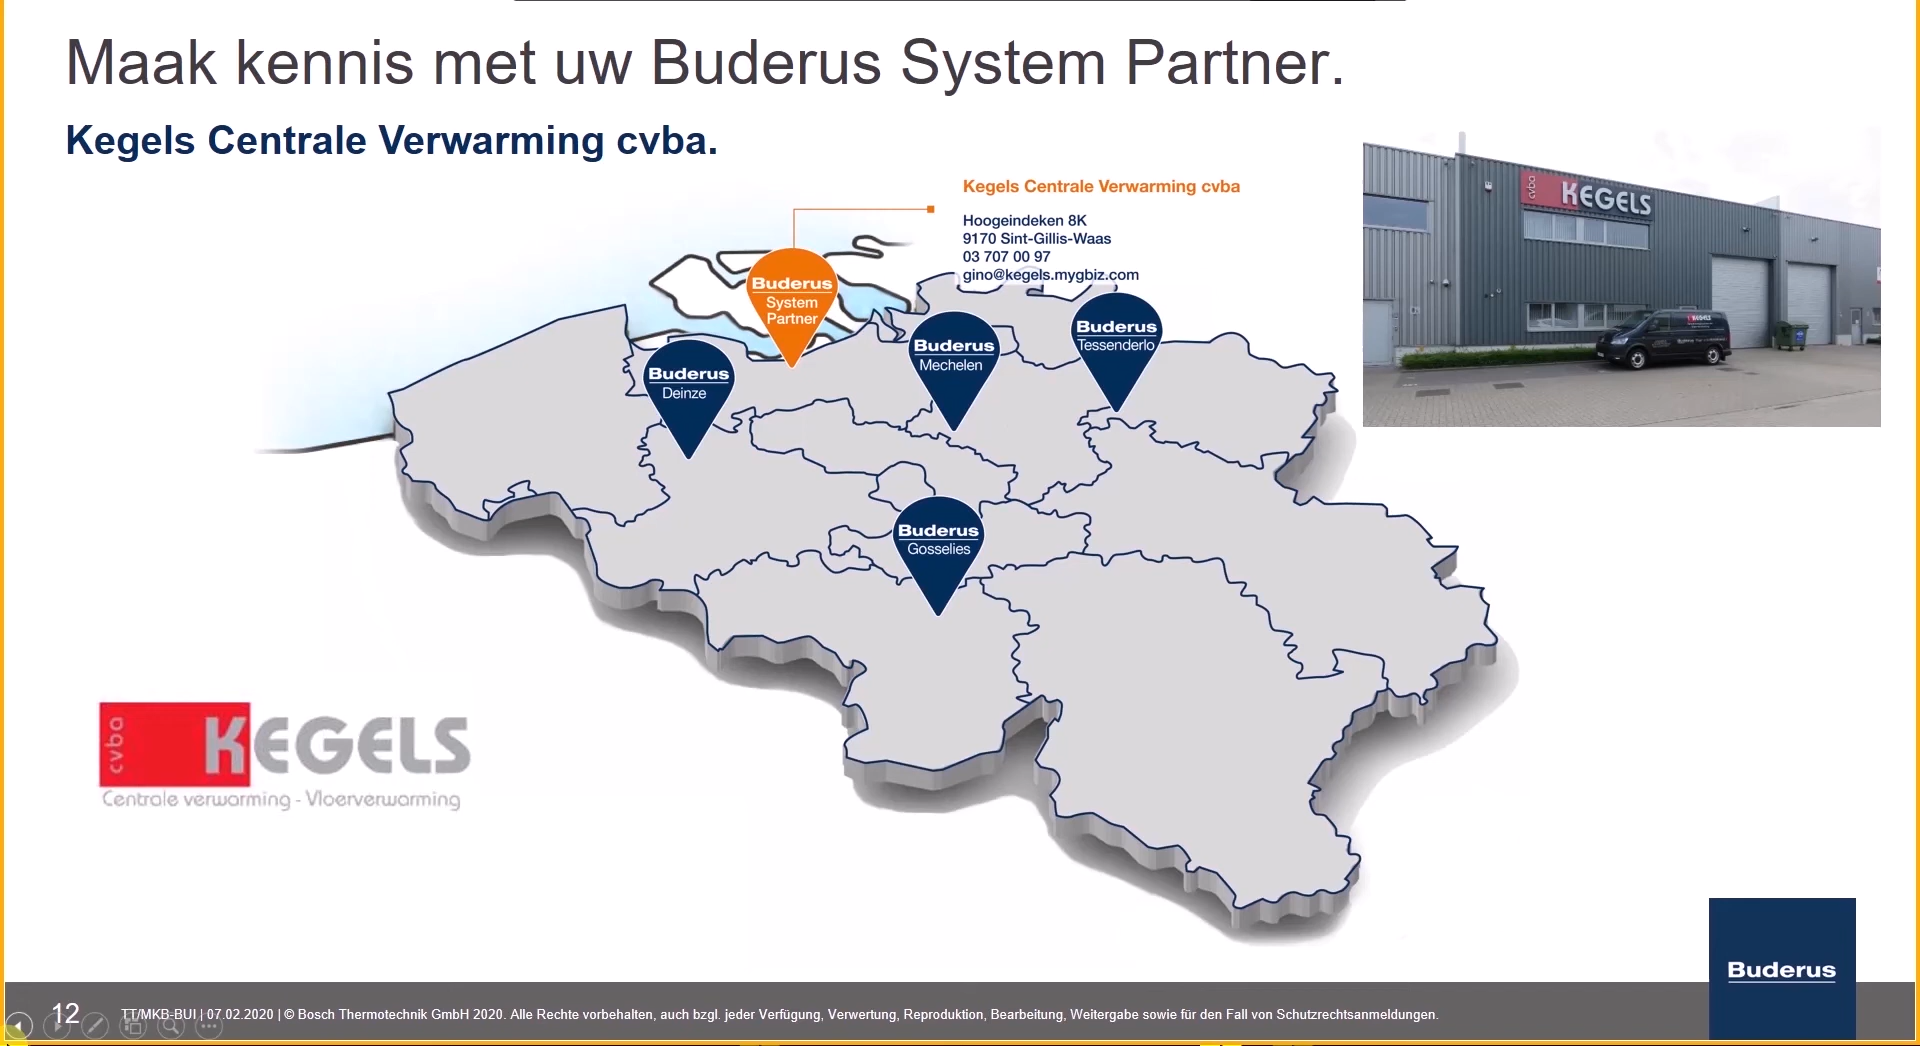 Maak kennis met uw Buderus System Partner.
Kegels Centrale Verwarming cvba.
Kegels Centrale Verwarming cvba
Hoogeindeken 8K
9170 Sint-Gillis-Waas
03 707 00 97
gino@kegels.mygbiz.com
cvba KEGELS
KEGELS
Buderus
System
Partner
Buderus
Deinze
Buderus
Mechelen
Buderus
Tessenderlo
Buderus
Gosselies
cvba KEGELS
Centrale verwarming - Vloerverwarming
Buderus
12 TT/MKB-BUI | 07.02.2020 | © Bosch Thermotechnik GmbH 2020. Alle Rechte vorbehalten, auch bzgl. jeder Verfügung, Verwertung, Reproduktion, Bearbeitung, Weitergabe sowie für den Fall von Schutzrechtsanmeldungen.